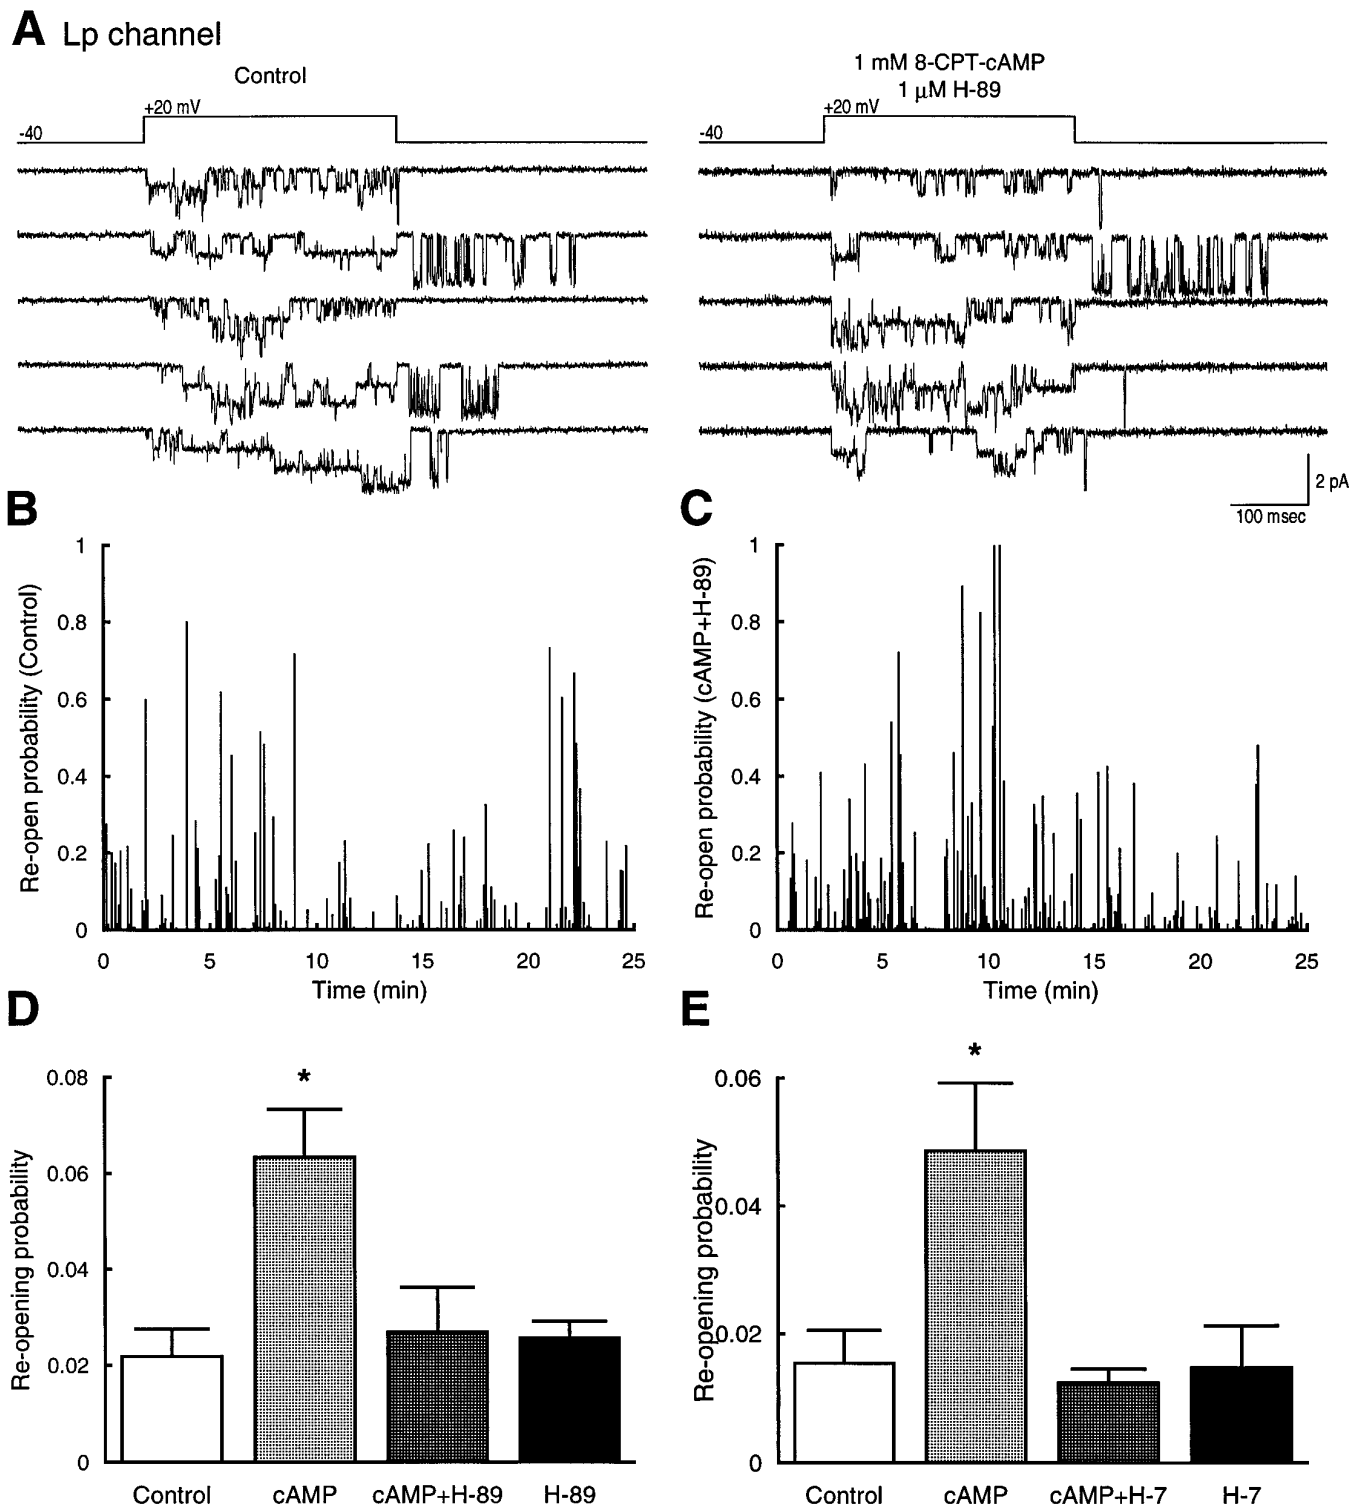 A Lp channel
Control
+20 mV
-40
1 mM 8-CPT-cAMP
1 μM H-89
+20 mV
-40
2 pA
100 msec
B
Re-open probability (Control)
1
0.8
0.6
0.4
0.2
0
0 5 10 15 20 25
Time (min)
C
Re-open probability (cAMP+H-89)
1
0.8
0.6
0.4
0.2
0
0 5 10 15 20 25
Time (min)
D
Re-opening probability
0.08
0.06
0.04
0.02
0
*
Control cAMP cAMP+H-89 H-89
E
Re-opening probability
0.06
0.04
0.02
0
*
Control cAMP cAMP+H-7 H-7